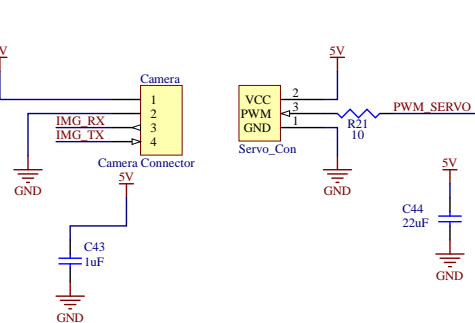 V
5V
Camera
1
2
IMG_RX 3
IMG_TX 4
Camera Connector
GND
5V
C43
1uF
GND
VCC 2
PWM 3
GND 1
Servo_Con
R21
10
PWM_SERVO
GND
5V
C44
22uF
GND